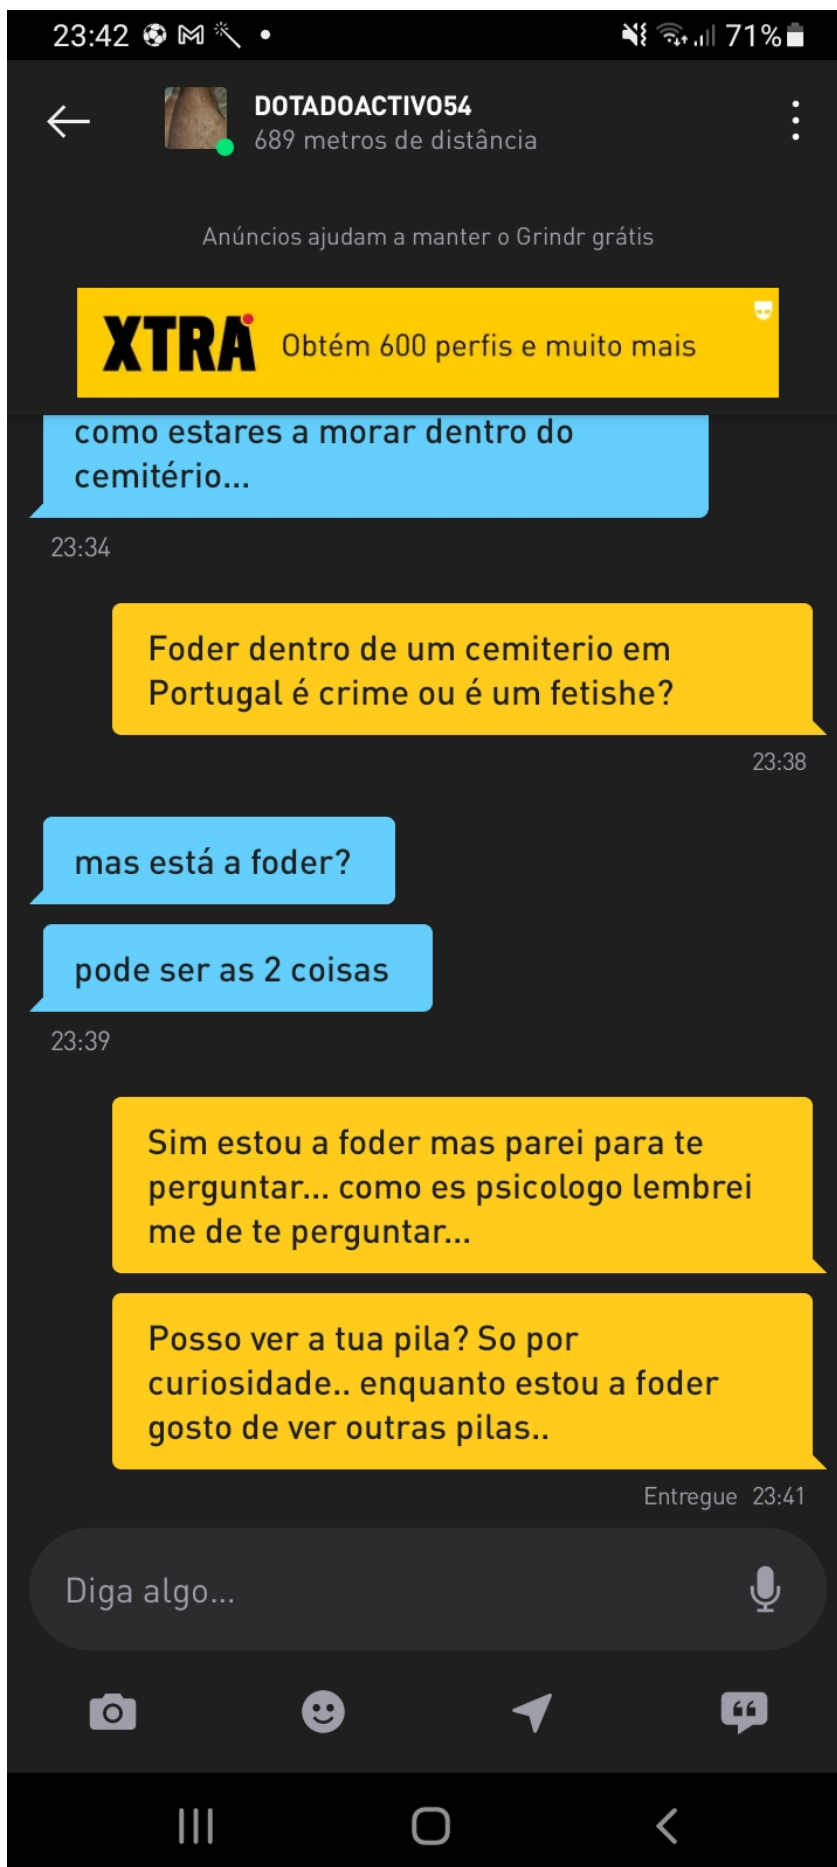 23:42
71%
DOTADOACTIVO54
689 metros de distância
Anúncios ajudam a manter o Grindr grátis
XTRA Obtém 600 perfis e muito mais
como estares a morar dentro do
cemitério...
23:34
Foder dentro de um cemiterio em
Portugal é crime ou é um fetishe?
23:38
mas está a foder?
pode ser as 2 coisas
23:39
Sim estou a foder mas parei para te
perguntar... como es psicologo lembrei
me de te perguntar...
Posso ver a tua pila? So por
curiosidade.. enquanto estou a foder
gosto de ver outras pilas..
Entregue 23:41
Diga algo...